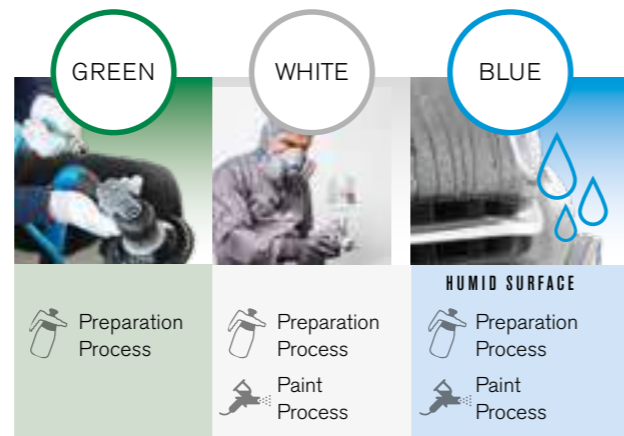 GREEN
WHITE
BLUE
HUMID SURFACE
Preparation
Process
Preparation
Process
Paint
Process
Preparation
Process
Paint
Process